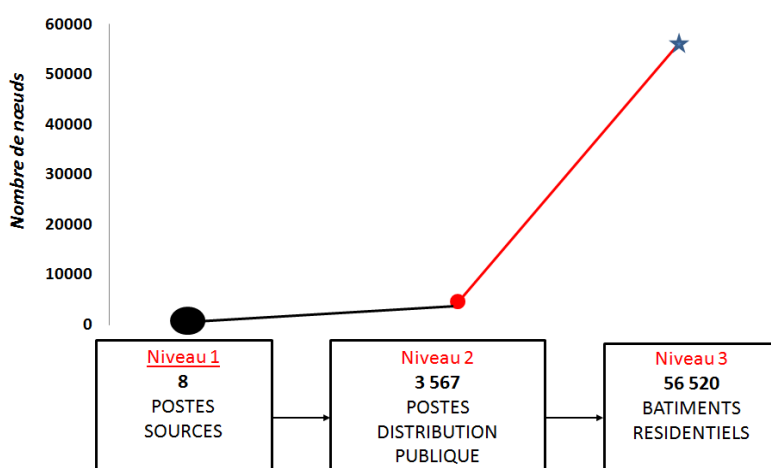 Nombre de nœuds
60000
50000
40000
30000
20000
10000
0
Niveau 1
8
POSTES
SOURCES
Niveau 2
3 567
POSTES
DISTRIBUTION
PUBLIQUE
Niveau 3
56 520
BATIMENTS
RESIDENTIELS